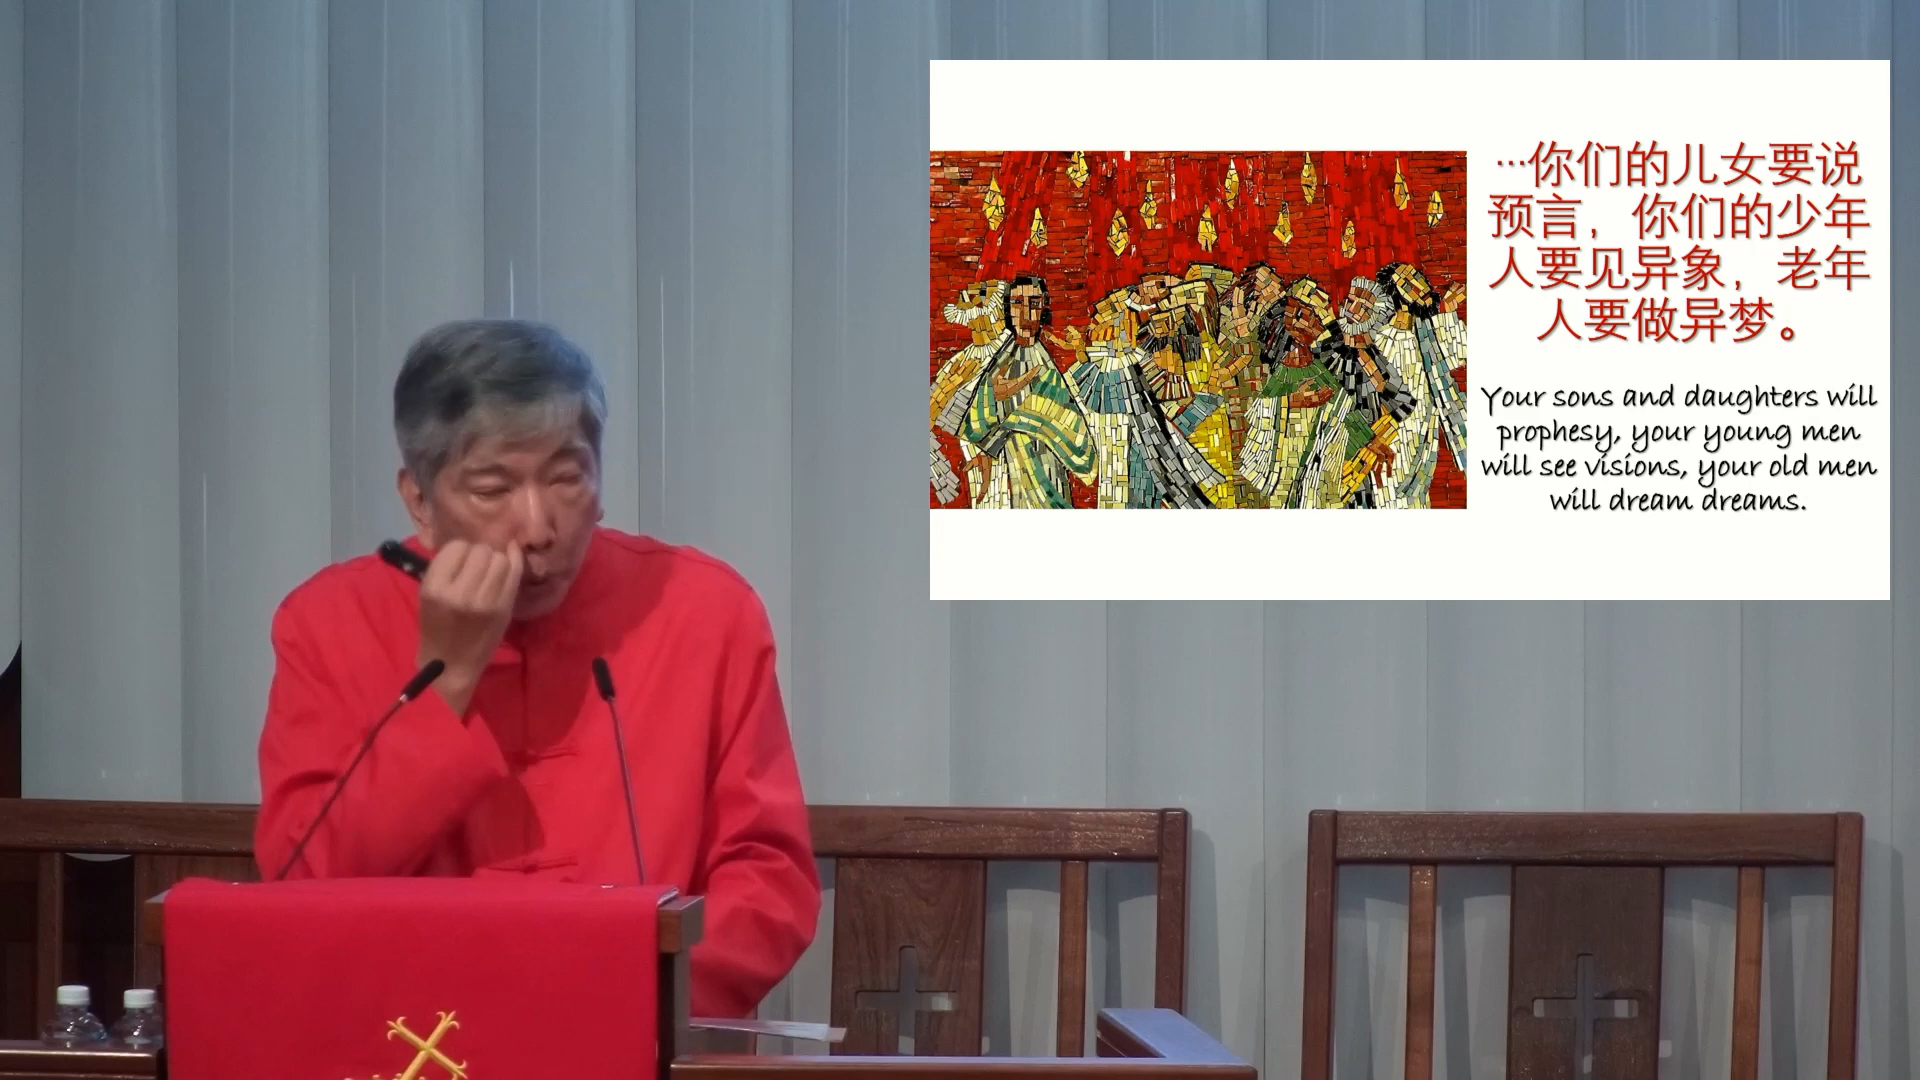 …你们的儿女要说
预言，你们的少年
人要见异象，老年
人要做异梦。
Your sons and daughters will
prophesy, your young men
will see visions, your old men
will dream dreams.